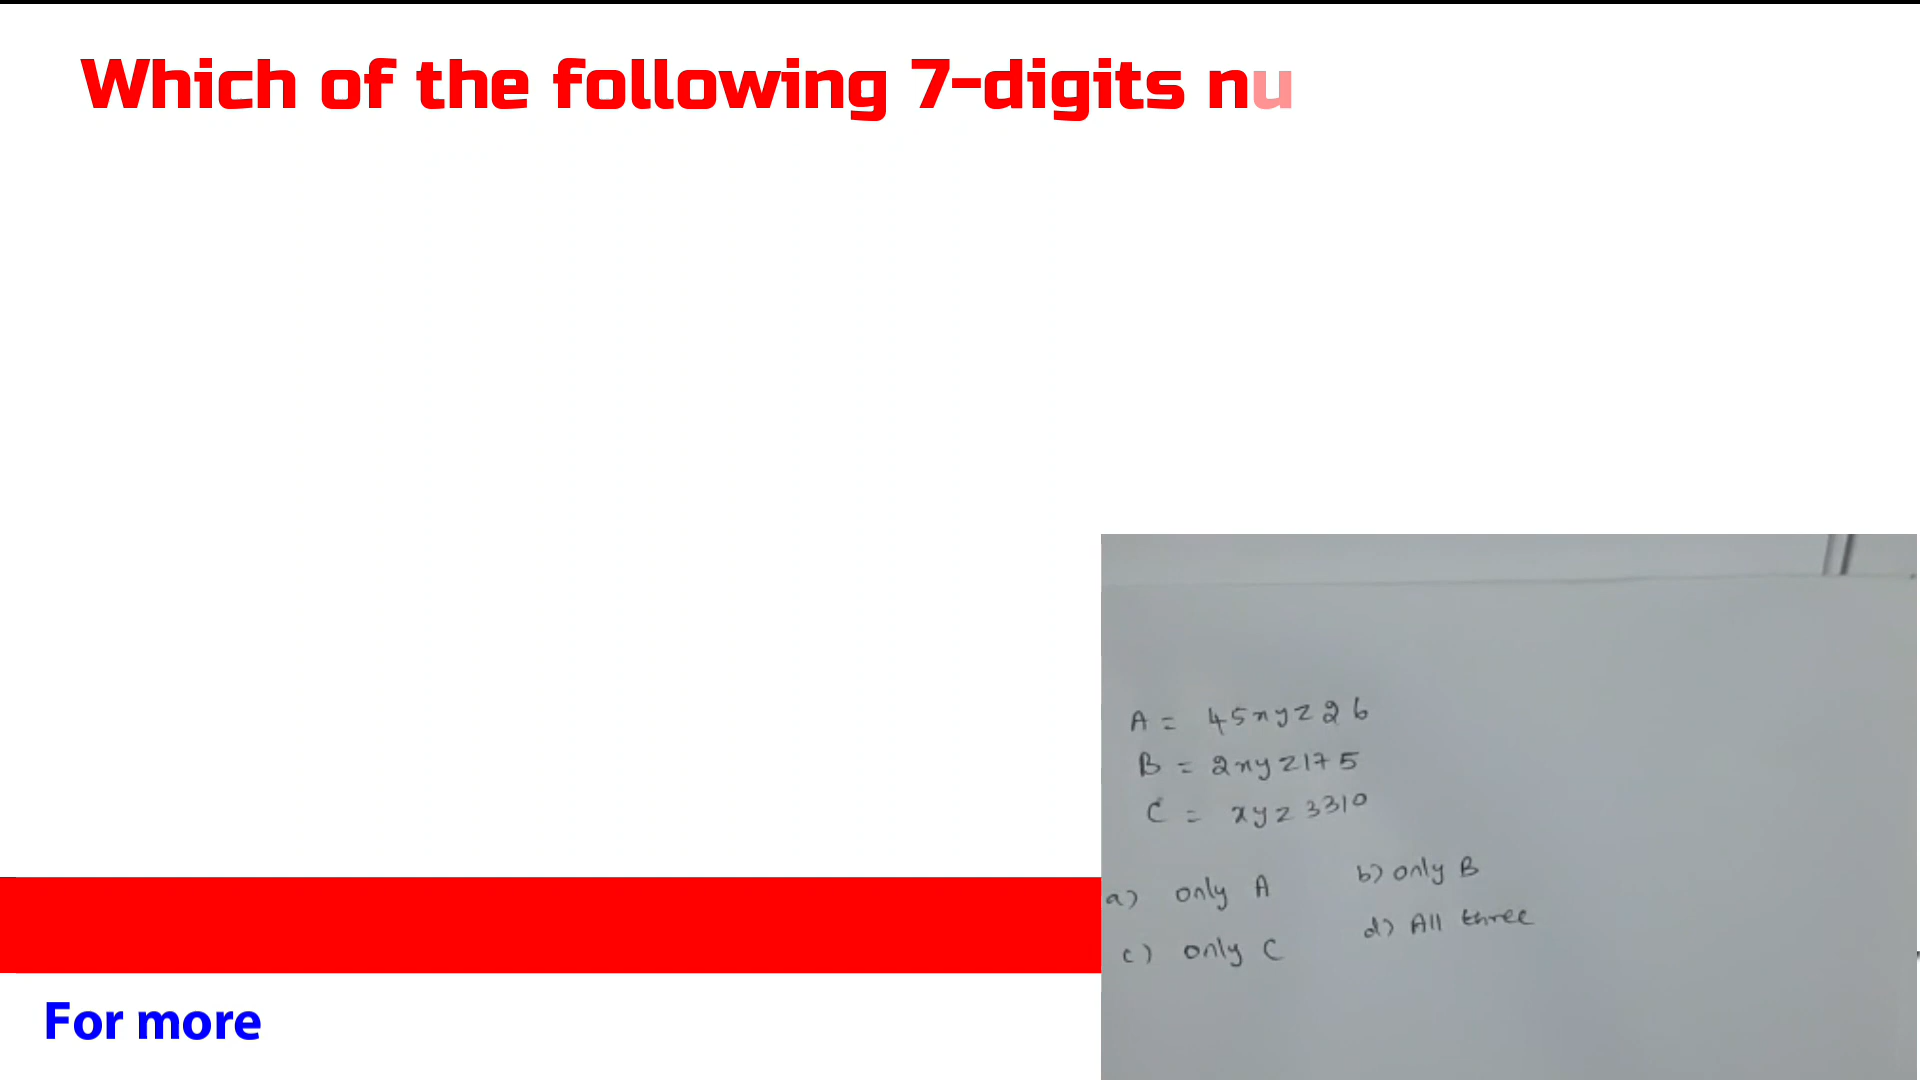 Which of the following 7-digits nu
A = 45xyz26
B = 2xyz175
C = xyz3310
a) only A b) only B
c) only C d) All three
For more